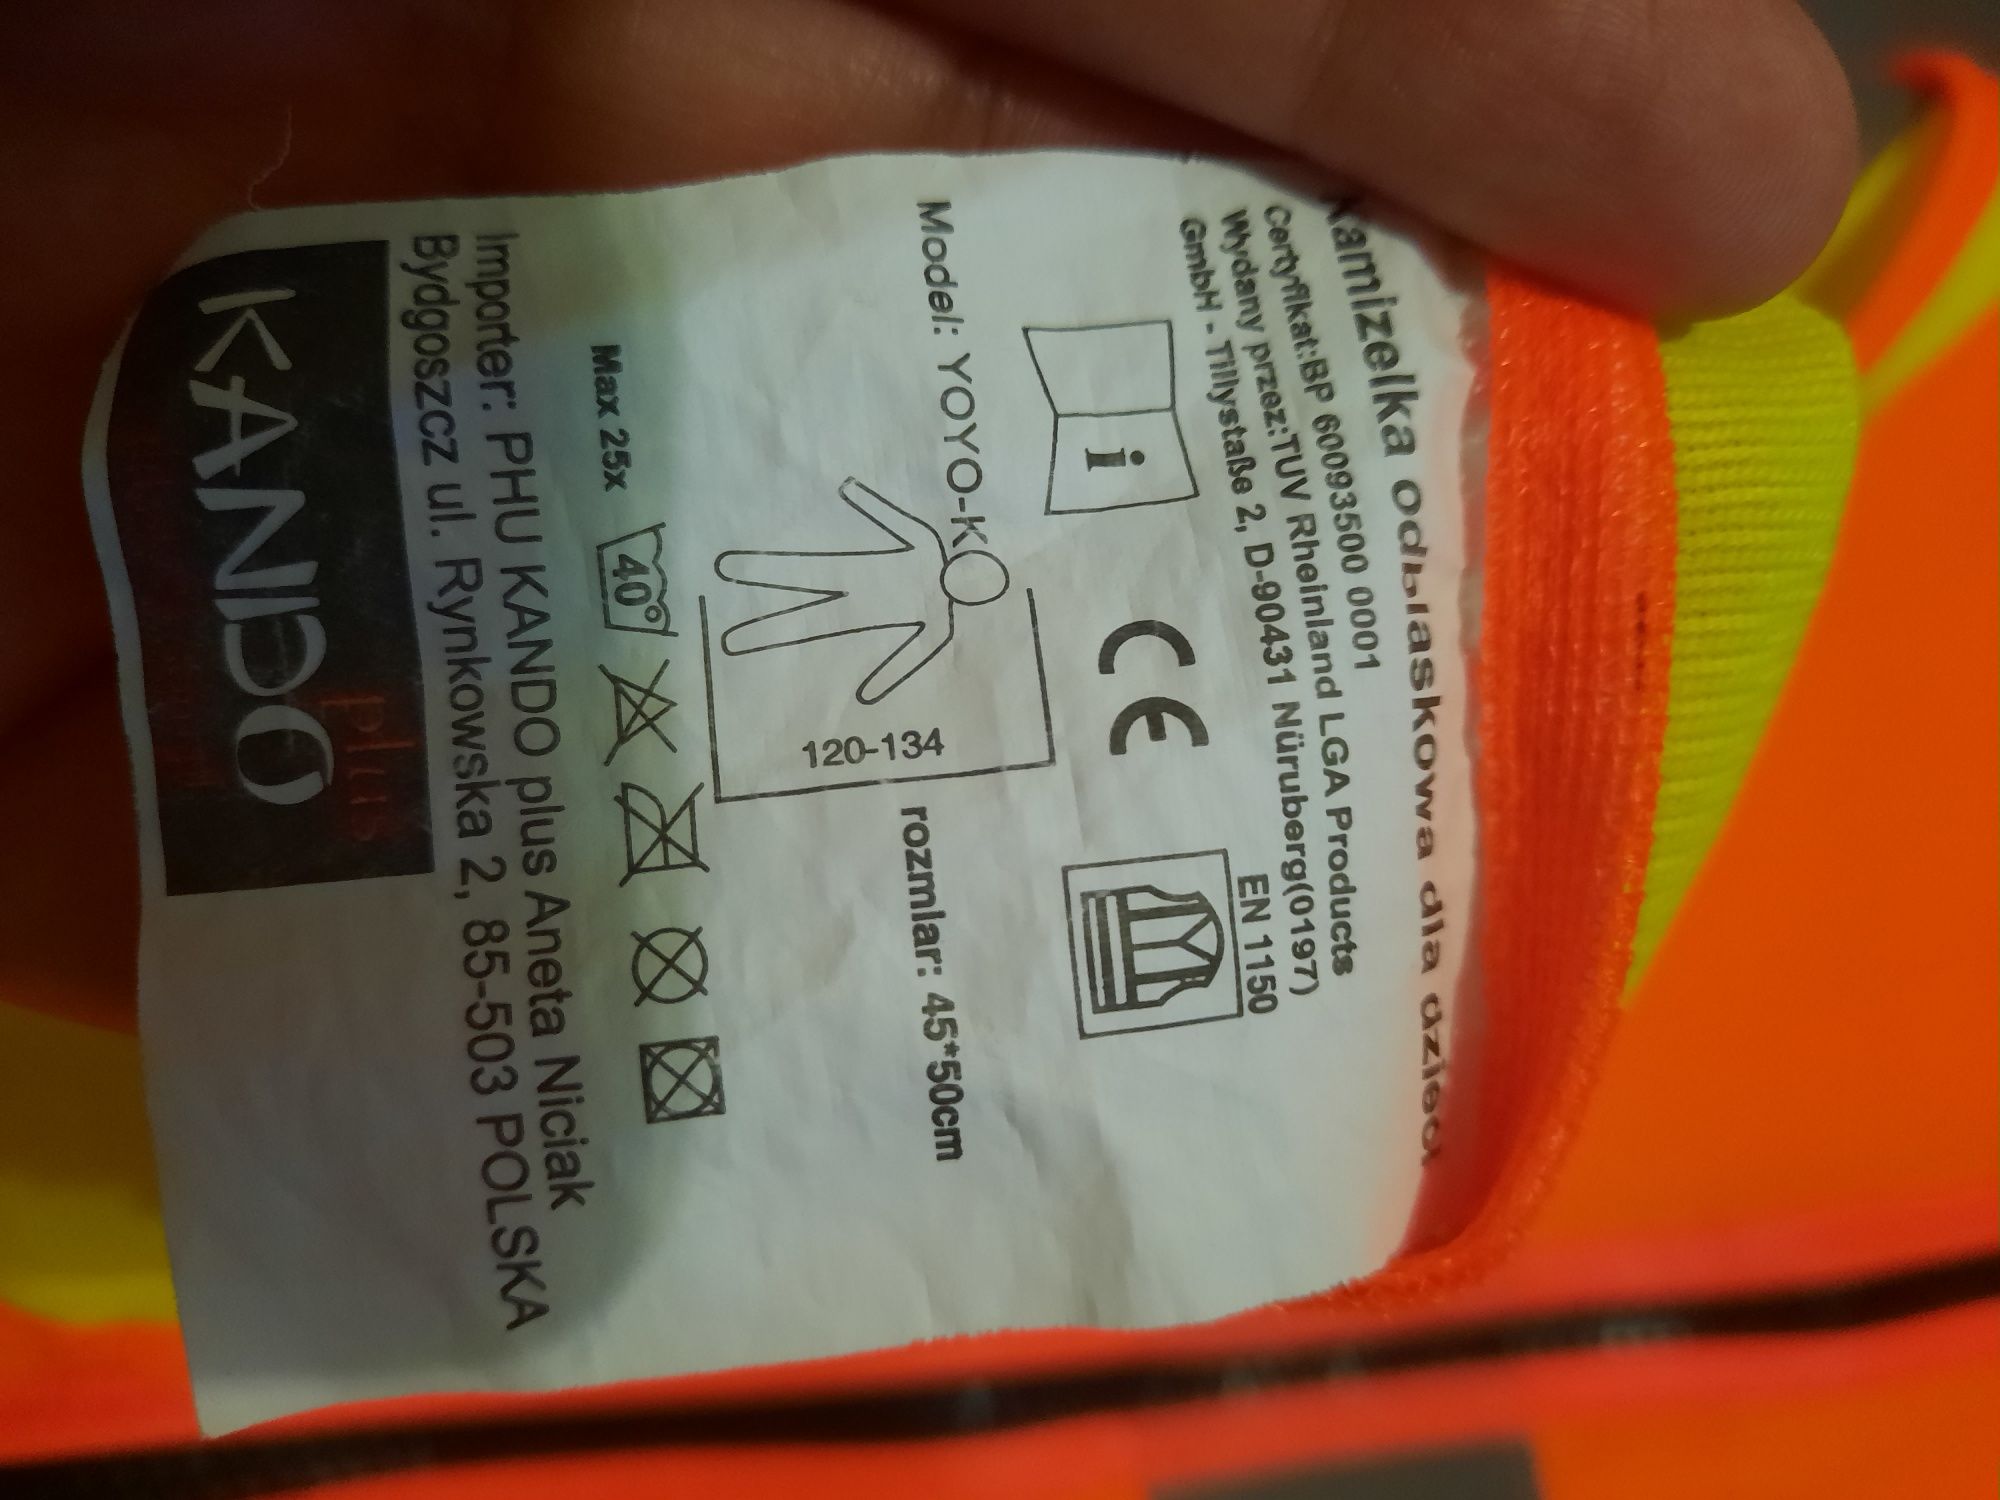 Kamizelka odblaskowa dla dzieci
Certyfikat:BP 60093500 0001
Wydany przez:TUV Rheinland LGA Products
GmbH - Tillystaße 2, D-90431 Nüruberg(0197)
EN 1150
i
CE
Model: YOYO-KO
120-134
rozmiar: 45*50cm
Max 25x
40°
Importer: PHU KANDO plus Aneta Niciak
Bydgoszcz ul. Rynkowska 2, 85-503 POLSKA
KANDO
plus